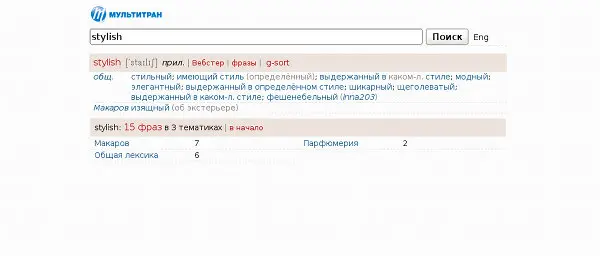 МУЛЬТИТРАН
stylish Поиск Eng
stylish [ˈstaɪlɪʃ] прил. | Вебстер | фразы | g-sort
общ. стильный; имеющий стиль (определённый); выдержанный в каком-л. стиле; модный;
элегантный; выдержанный в определённом стиле; шикарный; щеголеватый;
выдержанный в каком-л. стиле; фешенебельный (Inna203)
Макаров изящный (об экстерьере)
stylish: 15 фраз в 3 тематиках | в начало
Макаров 7 Парфюмерия 2
Общая лексика 6